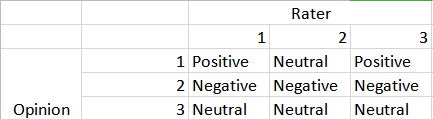 Rater
1 2 3
1 Positive Neutral Positive
2 Negative Negative Negative
Opinion 3 Neutral Neutral Neutral